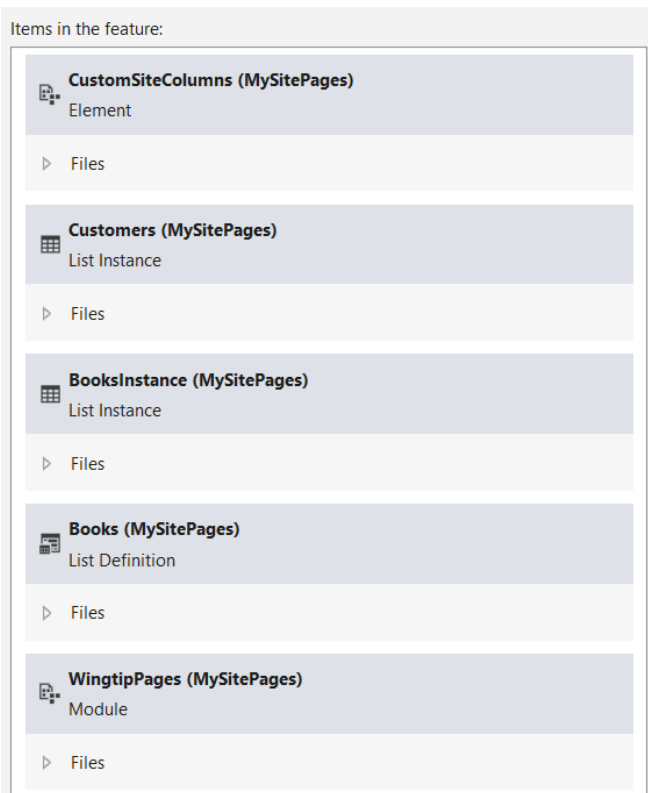 Items in the feature:
CustomSiteColumns (MySitePages)
Element
Files
Customers (MySitePages)
List Instance
Files
BooksInstance (MySitePages)
List Instance
Files
Books (MySitePages)
List Definition
Files
WingtipPages (MySitePages)
Module
Files